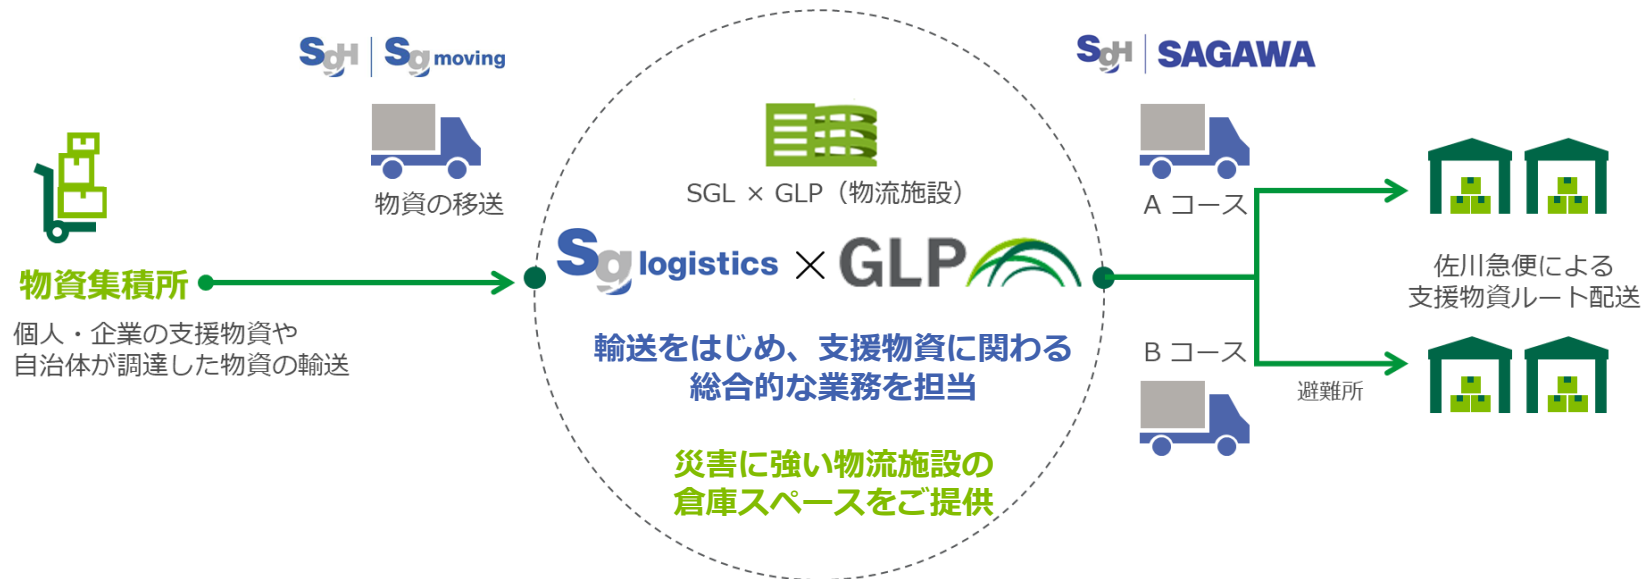 SgH | Sg moving
物資の移送
物資集積所
個人・企業の支援物資や
自治体が調達した物資の輸送
SGL × GLP（物流施設）
Sg logistics × GLP
輸送をはじめ、支援物資に関わる
総合的な業務を担当
災害に強い物流施設の
倉庫スペースをご提供
SgH | SAGAWA
A コース
B コース
避難所
佐川急便による
支援物資ルート配送